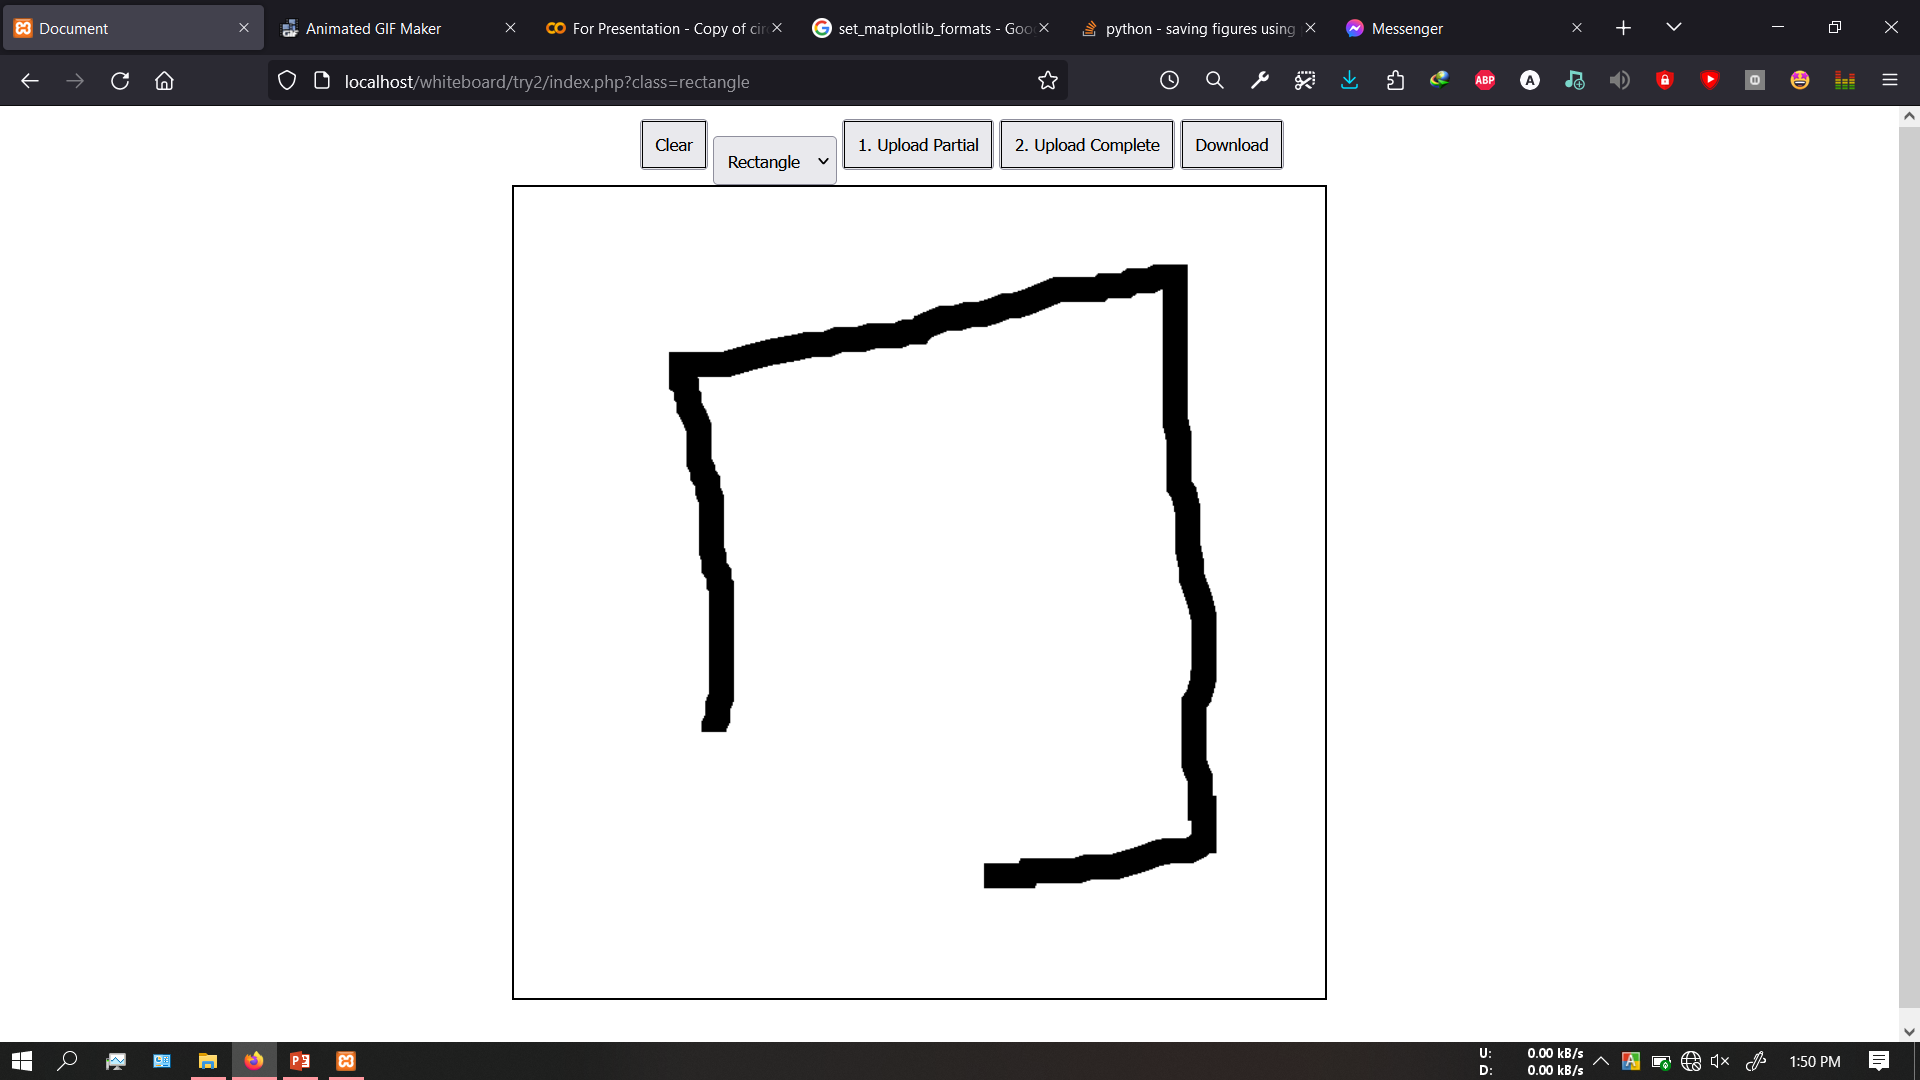 Document
Animated GIF Maker
For Presentation - Copy of cir
set_matplotlib_formats - Goo
python - saving figures using
Messenger
localhost/whiteboard/try2/index.php?class=rectangle
ABP
Clear
Rectangle
1. Upload Partial
2. Upload Complete
Download
U: 0.00 kB/s
D: 0.00 kB/s
1:50 PM